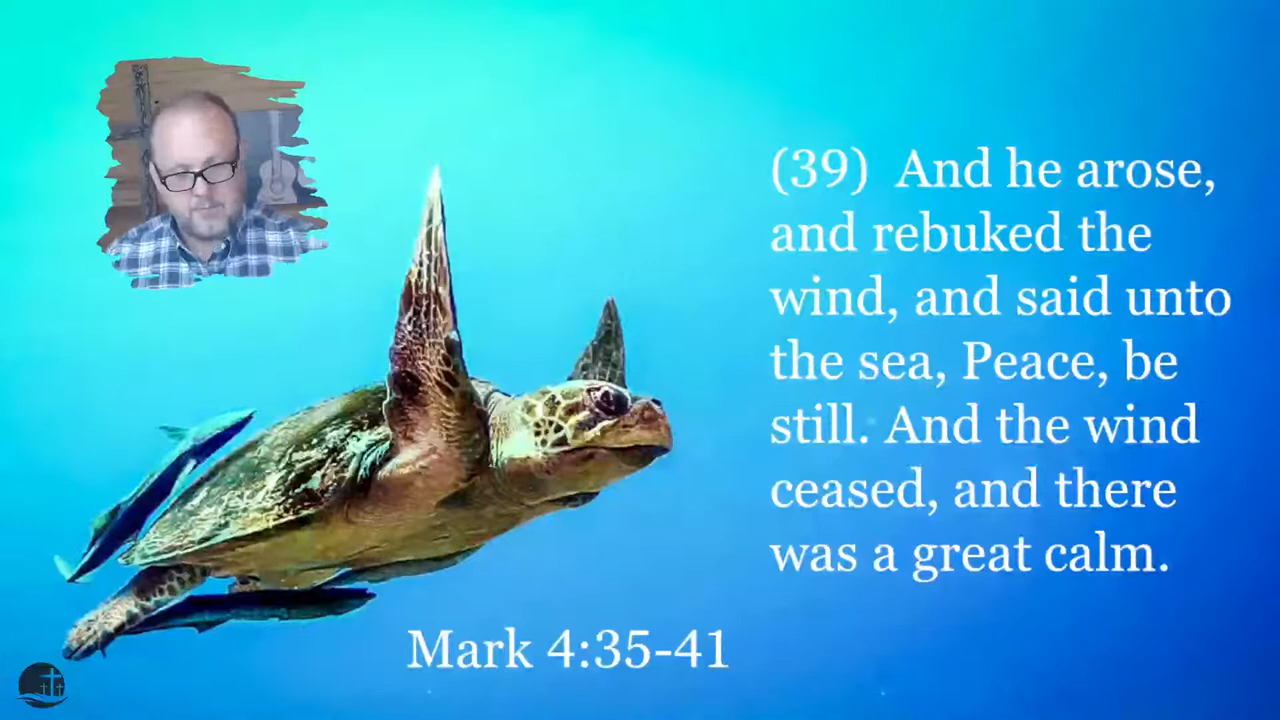 (39) And he arose,
and rebuked the
wind, and said unto
the sea, Peace, be
still. And the wind
ceased, and there
was a great calm.
Mark 4:35-41